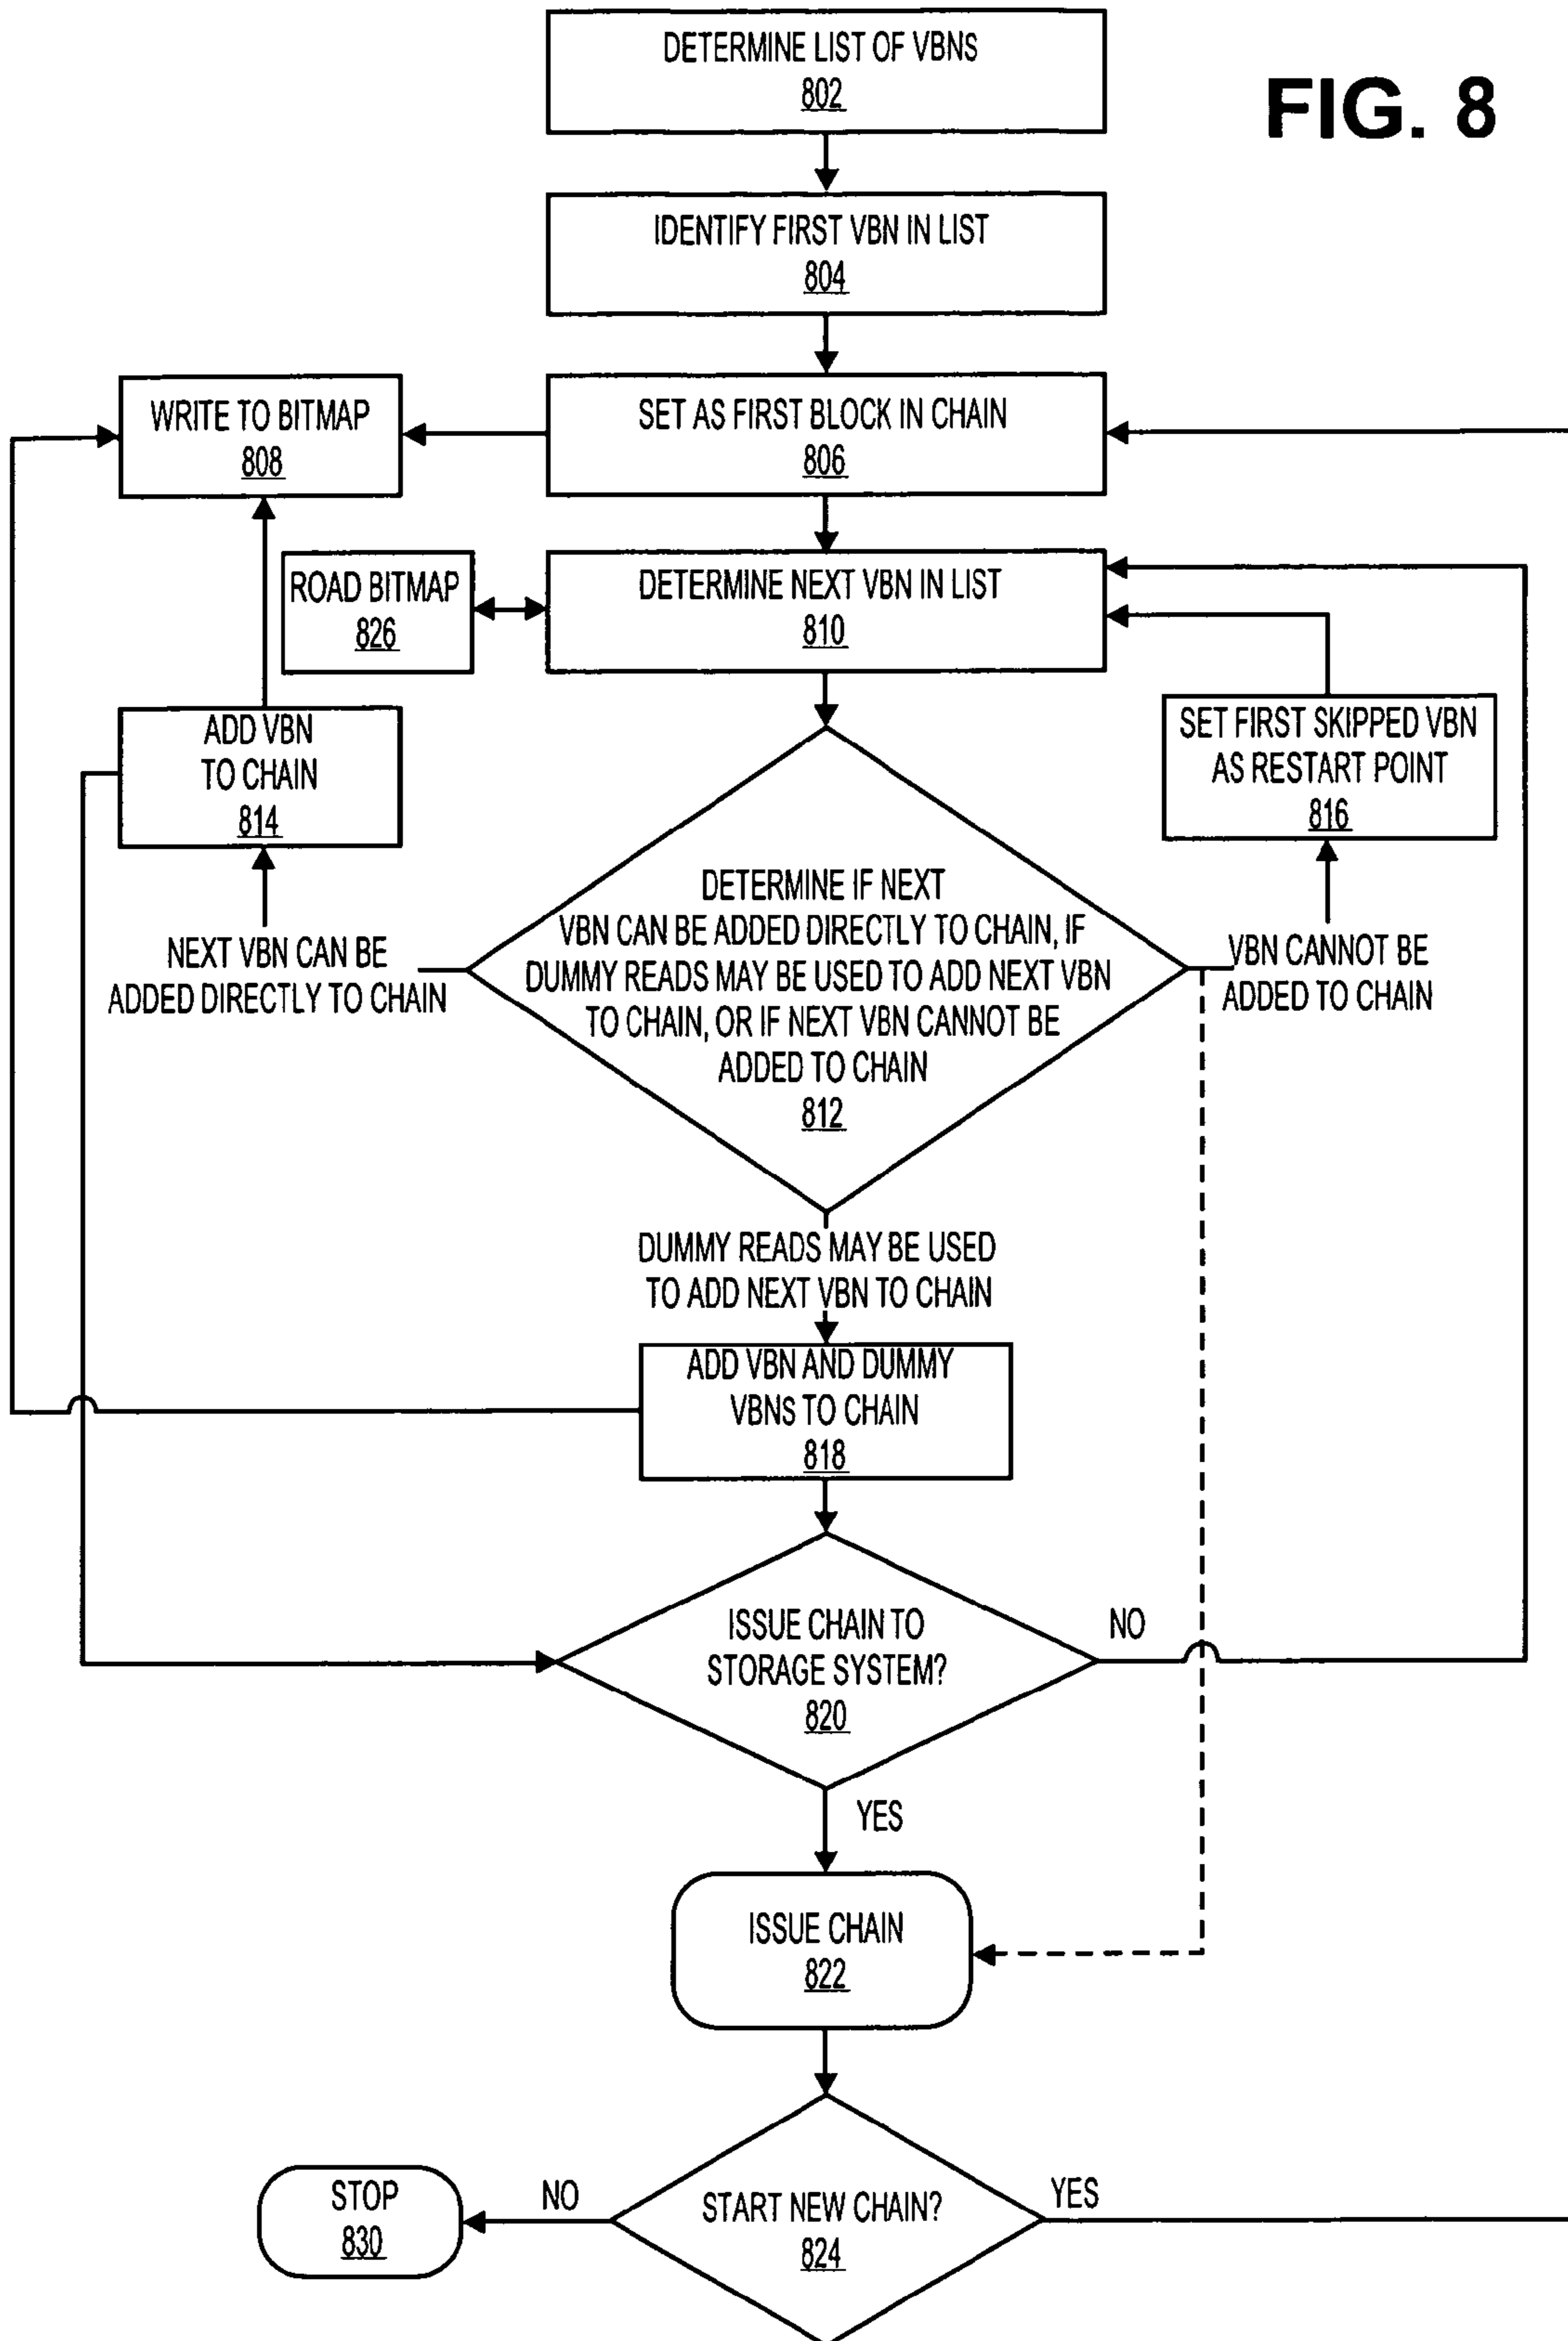 DETERMINE LIST OF VBNS
802
FIG. 8
IDENTIFY FIRST VBN IN LIST
804
WRITE TO BITMAP
808
SET AS FIRST BLOCK IN CHAIN
806
ROAD BITMAP
826
DETERMINE NEXT VBN IN LIST
810
ADD VBN
TO CHAIN
814
SET FIRST SKIPPED VBN
AS RESTART POINT
816
NEXT VBN CAN BE
ADDED DIRECTLY TO CHAIN
DETERMINE IF NEXT
VBN CAN BE ADDED DIRECTLY TO CHAIN, IF
DUMMY READS MAY BE USED TO ADD NEXT VBN
TO CHAIN, OR IF NEXT VBN CANNOT BE
ADDED TO CHAIN
812
VBN CANNOT BE
ADDED TO CHAIN
DUMMY READS MAY BE USED
TO ADD NEXT VBN TO CHAIN
ADD VBN AND DUMMY
VBNS TO CHAIN
818
ISSUE CHAIN TO
STORAGE SYSTEM?
820
NO
YES
ISSUE CHAIN
822
STOP
830
NO
START NEW CHAIN?
824
YES